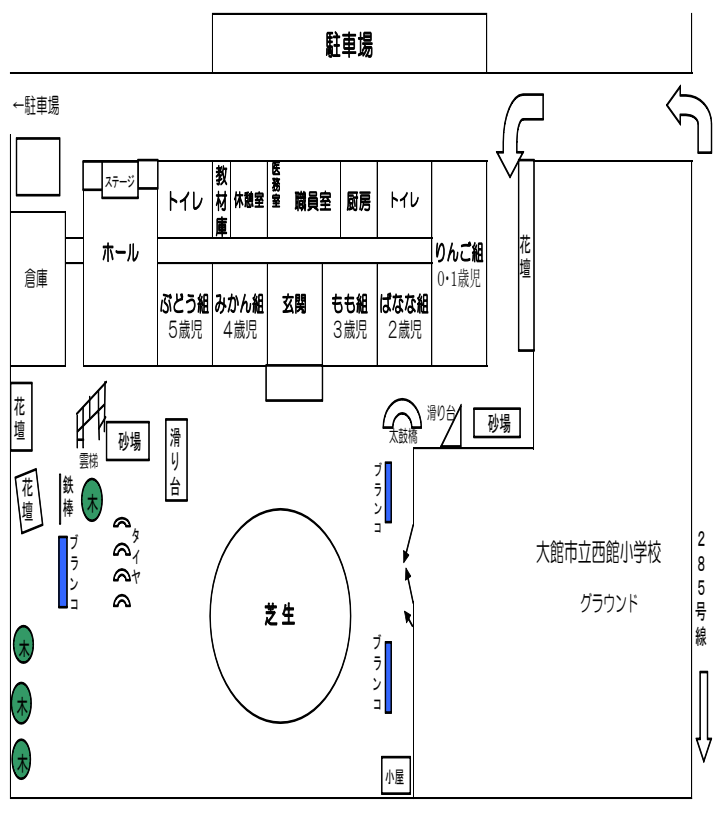 駐車場
←駐車場
ステージ
トイレ
教材庫
休憩室
医務室
職員室
厨房
トイレ
りんご組
0・1歳児
花壇
倉庫
ホール
ぶどう組
5歳児
みかん組
4歳児
玄関
もも組
3歳児
ばなな組
2歳児
花壇
雲梯
砂場
滑り台
太鼓橋
滑り台
砂場
花壇
鉄棒
木
ブランコ
タイヤ
ブランコ
大館市立西館小学校
グラウンド
285号線
芝生
ブランコ
木
木
木
小屋